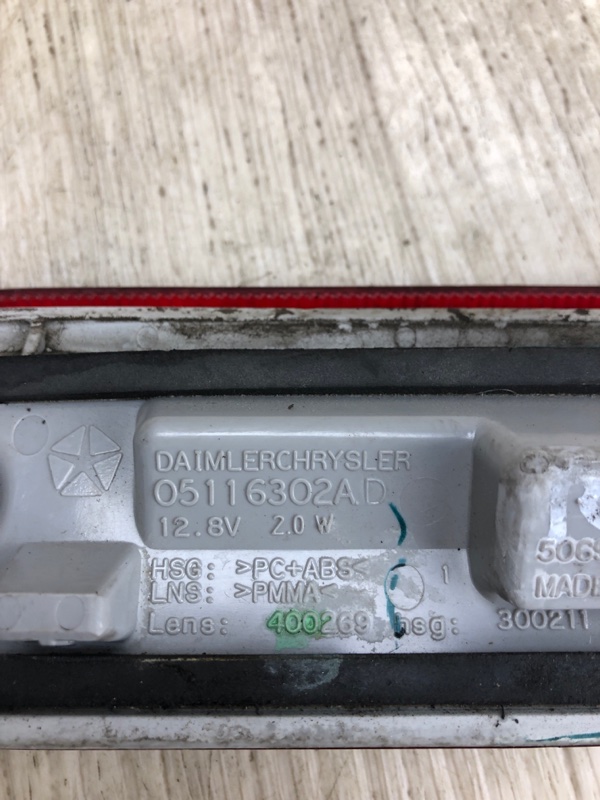 DAIMLERCHRYSLER
05116302AD
12.8V 2.0 W
HSG: >PC+ABS<
LNS: >PMMA<
1
Lens: 400269 hsg: 300211
MADE